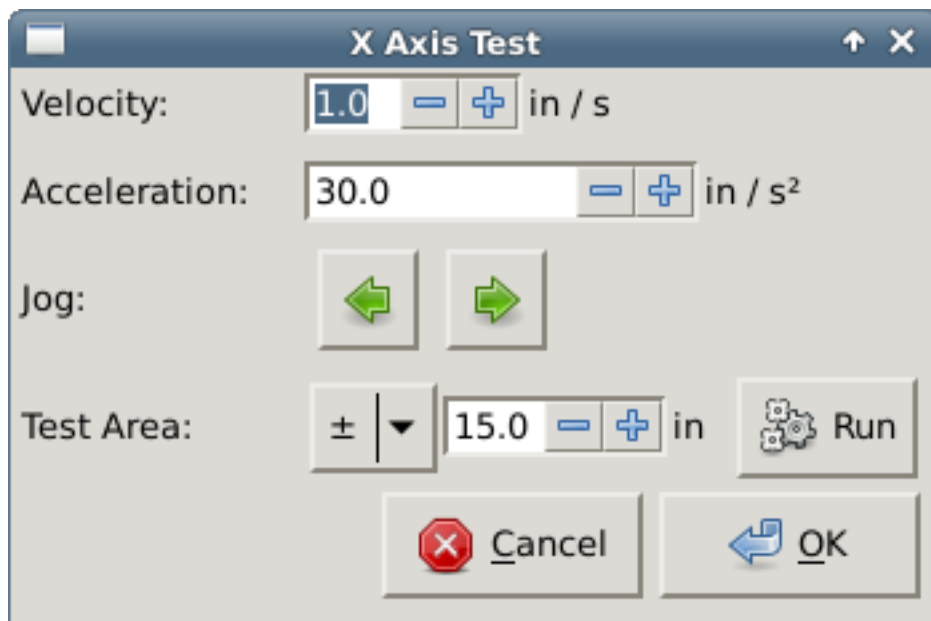 X Axis Test
Velocity: 1.0 in / s
Acceleration: 30.0 in / s²
Jog:
Test Area: ± 15.0 in Run
Cancel OK